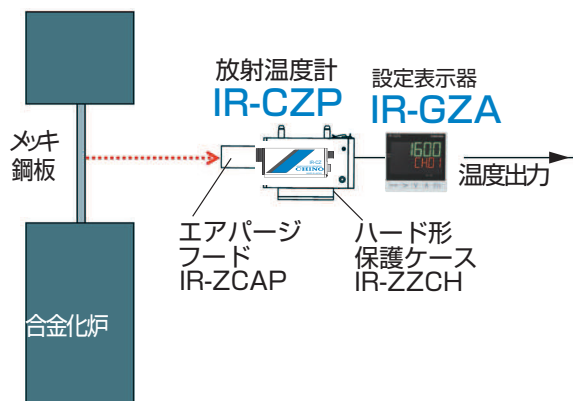 放射温度計
IR-CZP
設定表示器
IR-GZA
メッキ
鋼板
IR-CZ
CHINO
1600
CH01
温度出力
エアパージ
フード
IR-ZCAP
ハード形
保護ケース
IR-ZZCH
合金化炉